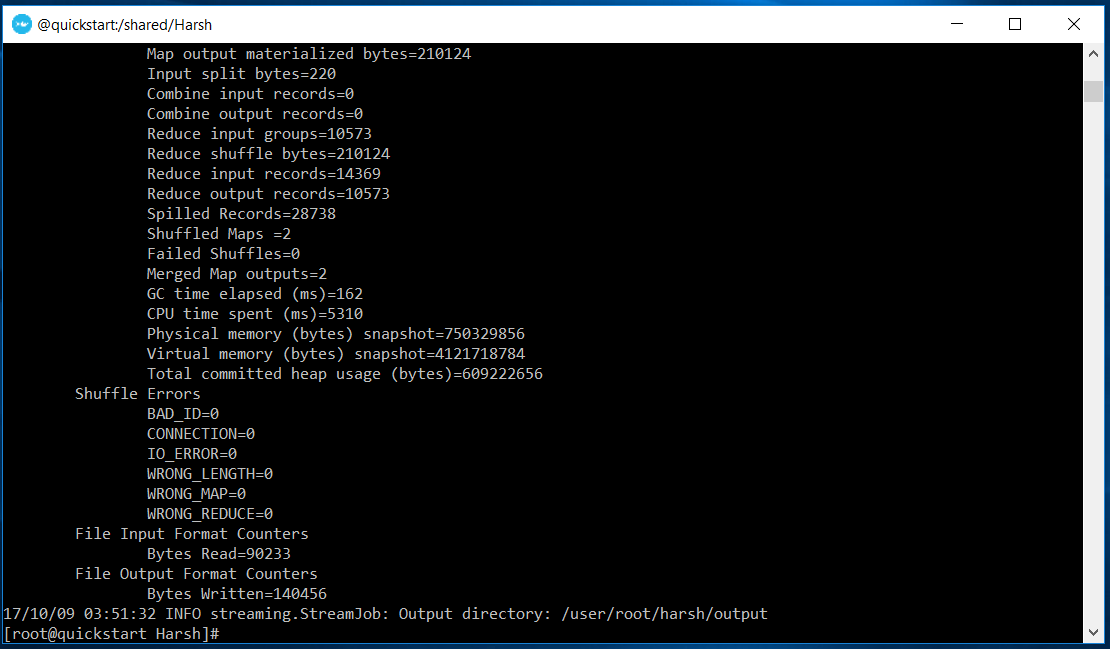 @quickstart:/shared/Harsh
Map output materialized bytes=210124
Input split bytes=220
Combine input records=0
Combine output records=0
Reduce input groups=10573
Reduce shuffle bytes=210124
Reduce input records=14369
Reduce output records=10573
Spilled Records=28738
Shuffled Maps =2
Failed Shuffles=0
Merged Map outputs=2
GC time elapsed (ms)=162
CPU time spent (ms)=5310
Physical memory (bytes) snapshot=750329856
Virtual memory (bytes) snapshot=4121718784
Total committed heap usage (bytes)=609222656
Shuffle Errors
BAD_ID=0
CONNECTION=0
IO_ERROR=0
WRONG_LENGTH=0
WRONG_MAP=0
WRONG_REDUCE=0
File Input Format Counters
Bytes Read=90233
File Output Format Counters
Bytes Written=140456
17/10/09 03:51:32 INFO streaming.StreamJob: Output directory: /user/root/harsh/output
[root@quickstart Harsh]#